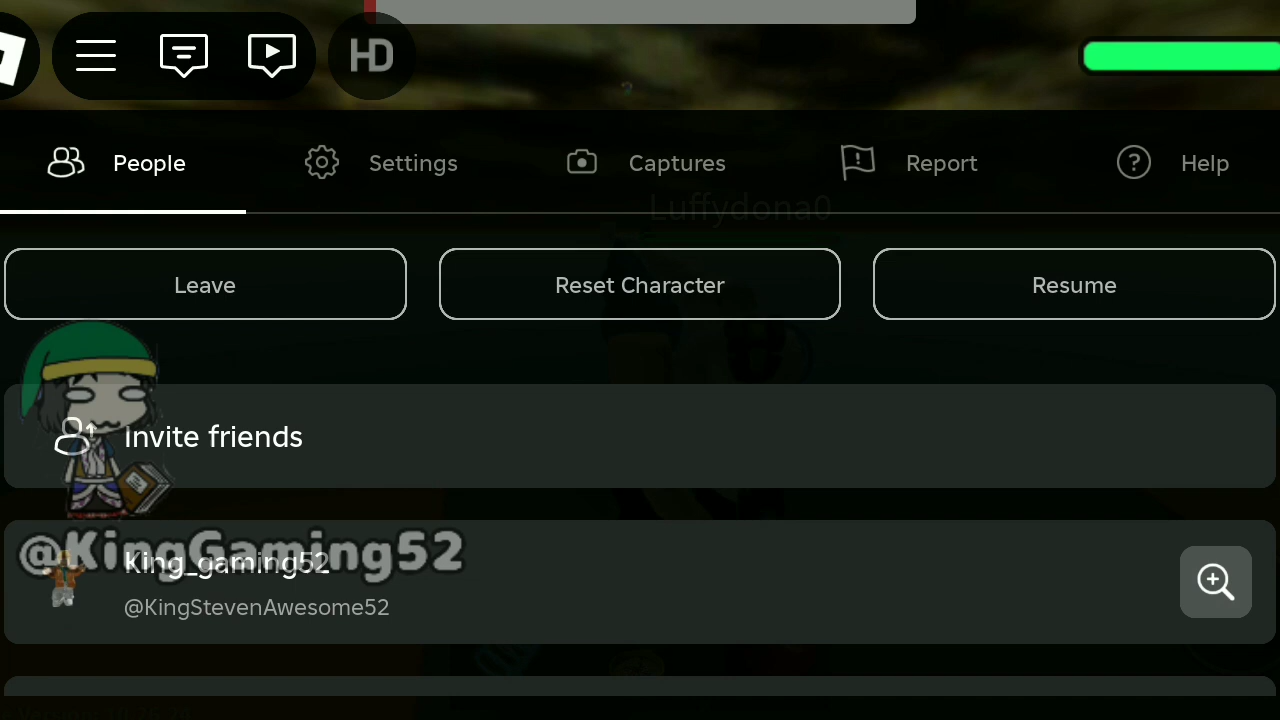 HD
People
Settings
Captures
Report
Help
Luffydona0
Leave
Reset Character
Resume
Invite friends
@KingGaming52
King_gaming52
@KingStevenAwesome52